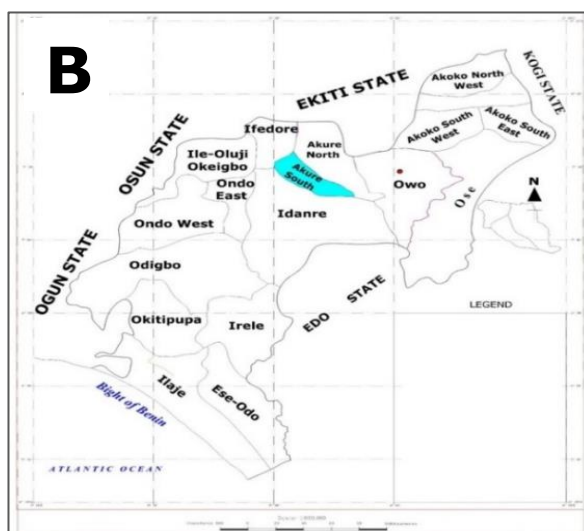 B
EKITI STATE
KOGI STATE
Akoko North
West
Akoko South
West
Akoko South
East
OSUN STATE
Ifedore
Akure
North
Ile-Oluji
Okeigbo
Akure
South
Ondo
East
Owo
Ose
N
Ondo West
Idanre
OGUN STATE
Odigbo
EDO STATE
LEGEND
Okitipupa
Irele
Ilaje
Ese-Odo
Bight of Benin
ATLANTIC OCEAN